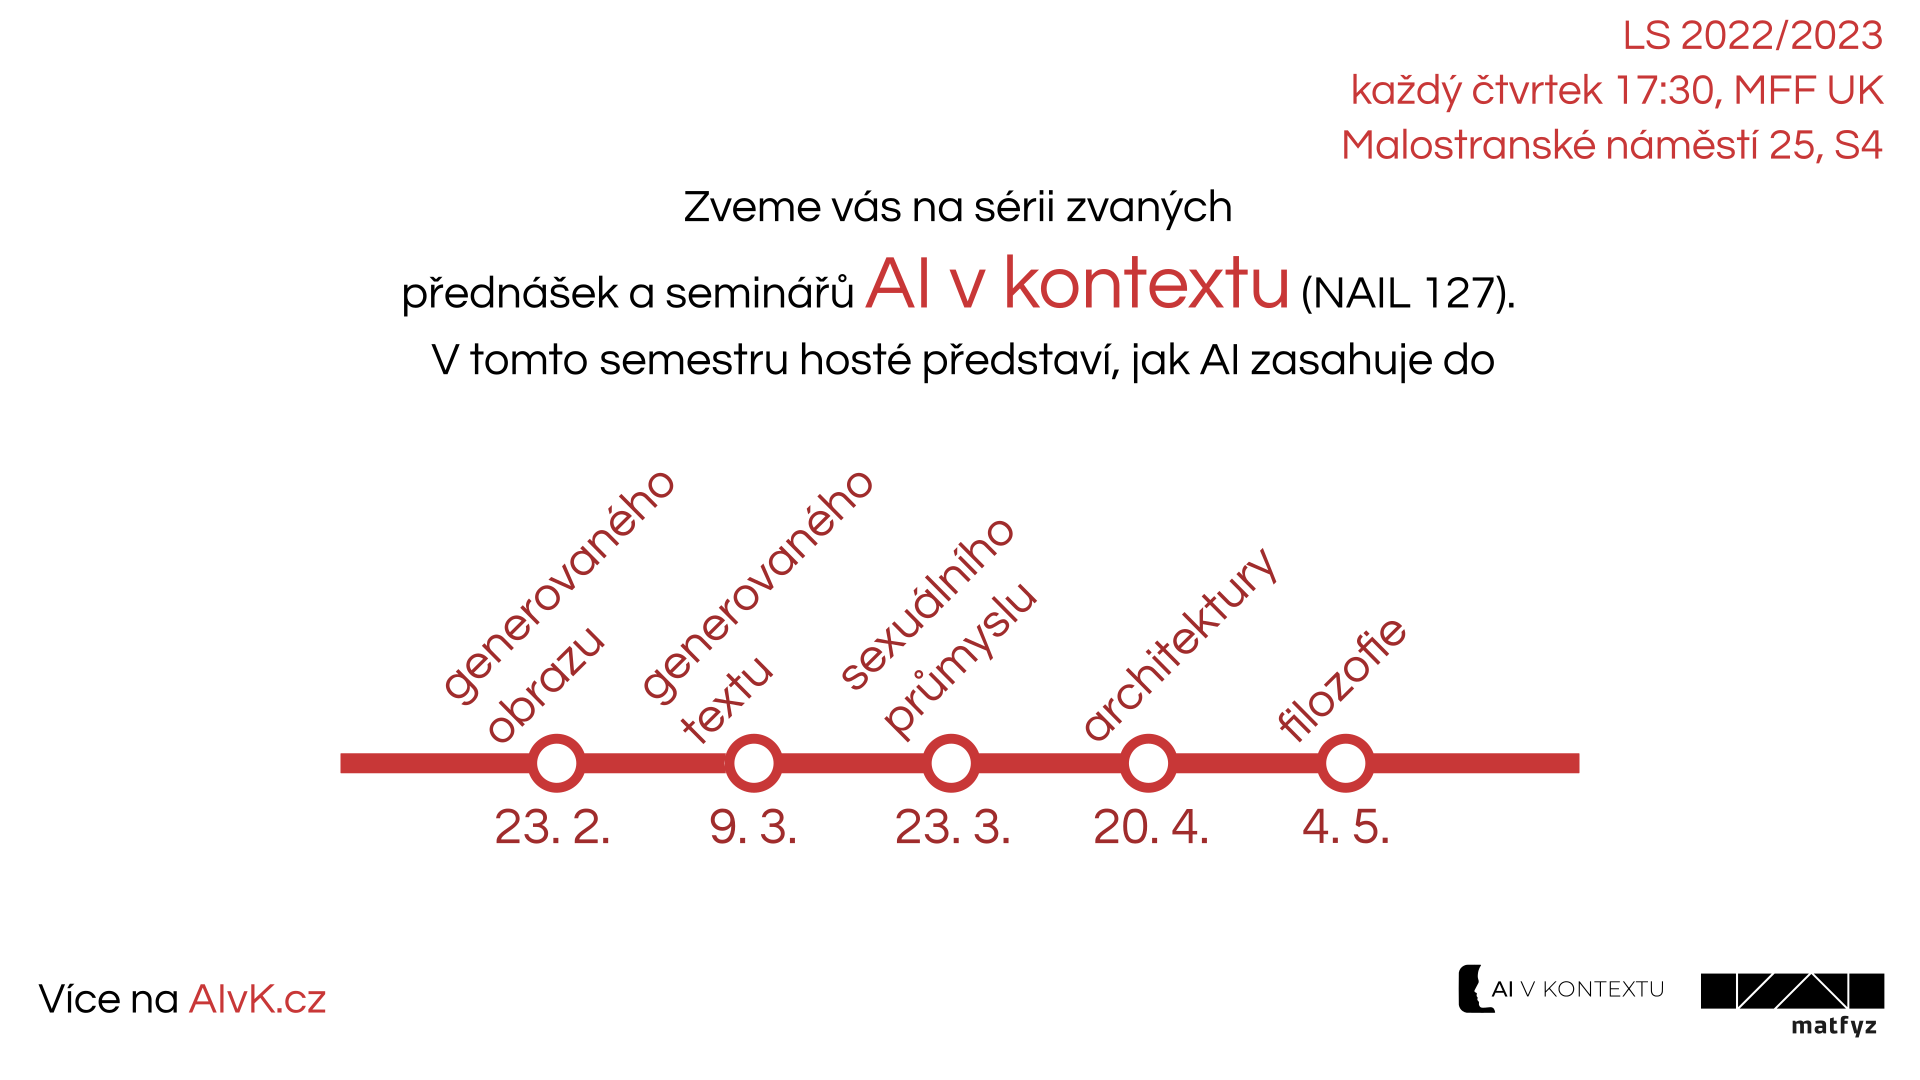 LS 2022/2023
každý čtvrtek 17:30, MFF UK
Malostranské náměstí 25, S4
Zveme vás na sérii zvaných
přednášek a seminářů AI v kontextu (NAIL 127).
V tomto semestru hosté představí, jak AI zasahuje do
generovaného
obrazu
generovaného
textu
sexuálního
průmyslu
architektury
filozofie
23. 2.
9. 3.
23. 3.
20. 4.
4. 5.
Více na AIvK.cz
AI V KONTEXTU
matfyz